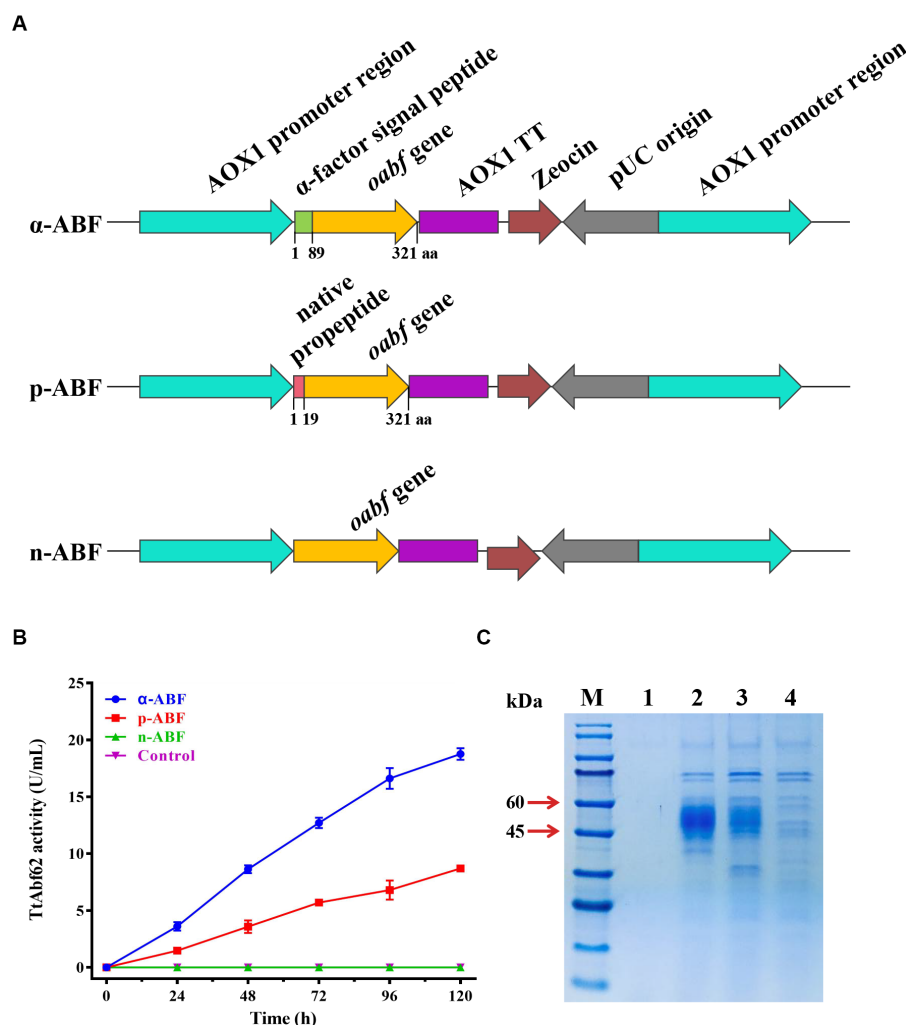 A
AOX1 promoter region
α-factor signal peptide
oabf gene
AOX1 TT
Zeocin
pUC origin
AOX1 promoter region
α-ABF
1 89 321 aa
native
propeptide
oabf gene
p-ABF
1 19 321 aa
oabf gene
n-ABF
B
TtAbf62 activity (U/mL)
25
20
15
10
5
0
α-ABF
p-ABF
n-ABF
Control
0 24 48 72 96 120
Time (h)
C
kDa M 1 2 3 4
60
45